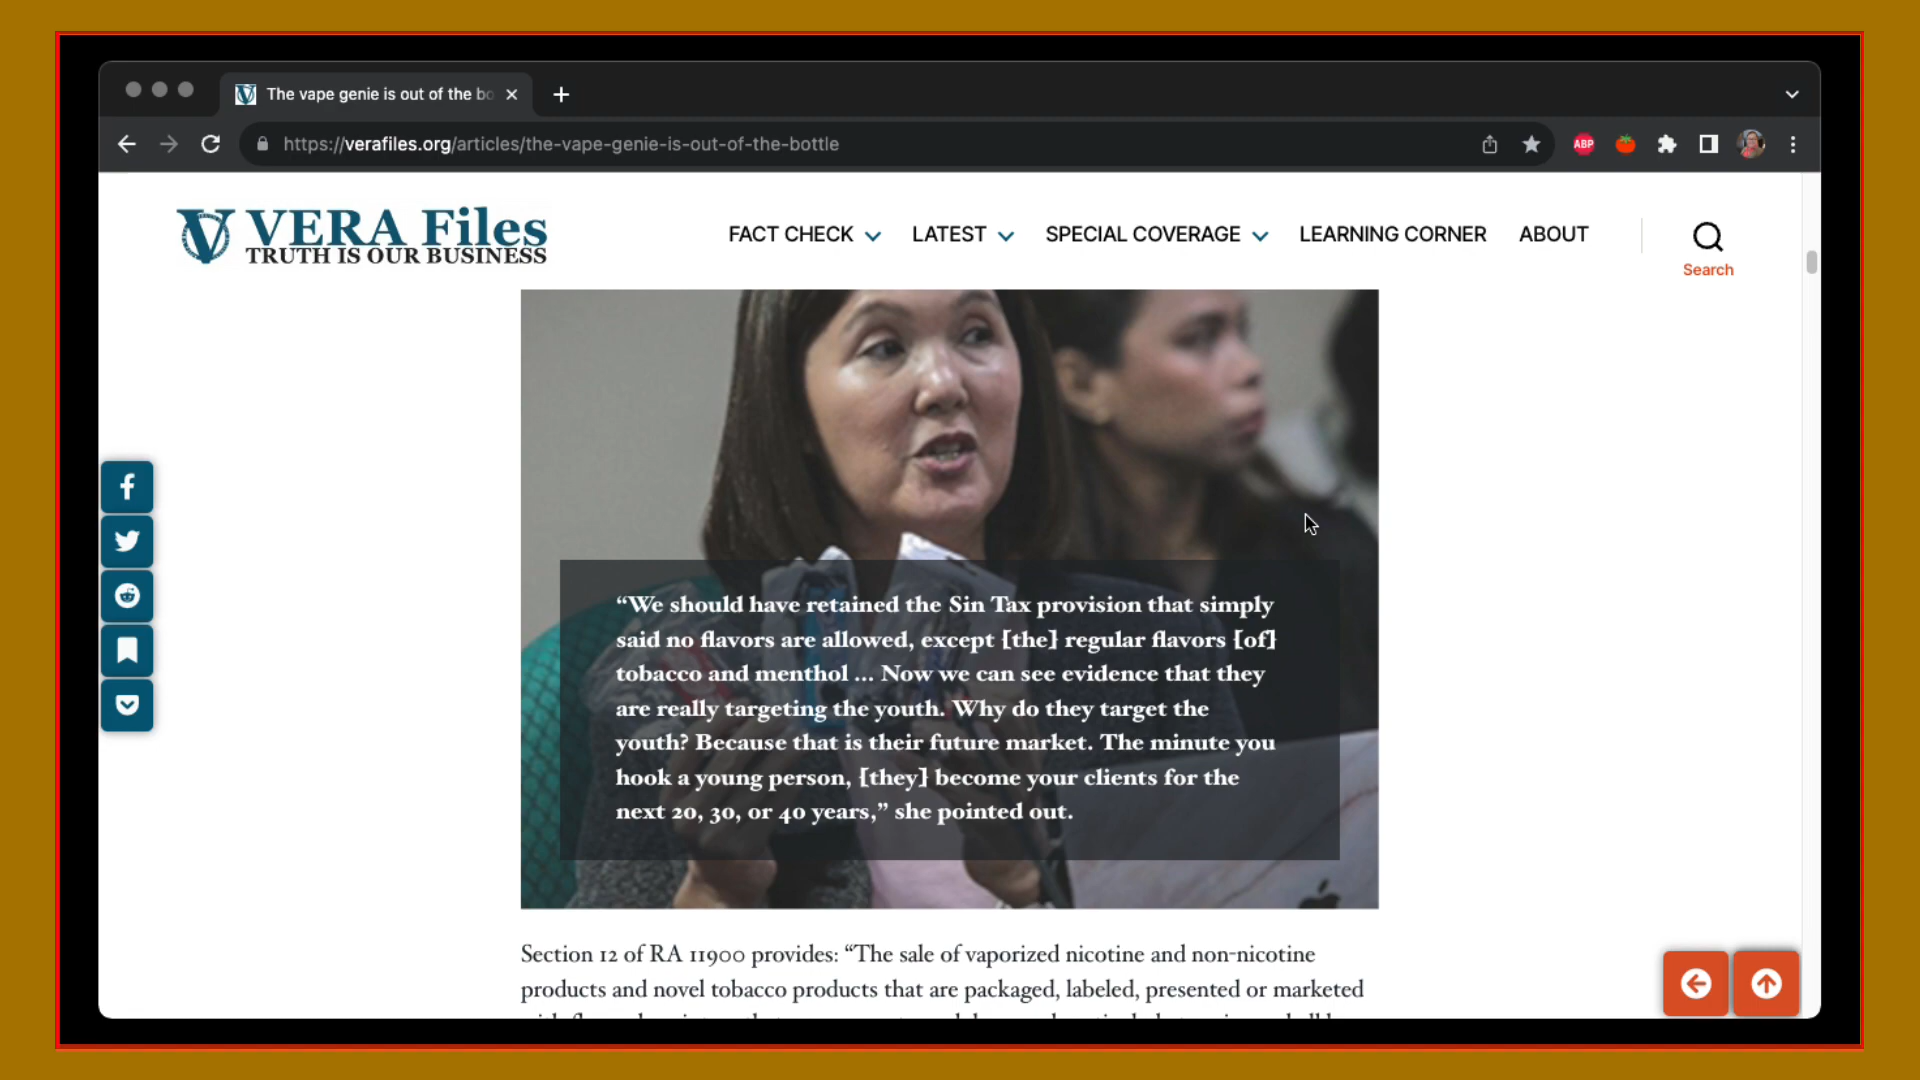 The vape genie is out of the bo
https://verafiles.org/articles/the-vape-genie-is-out-of-the-bottle
ABP
VERA Files
TRUTH IS OUR BUSINESS
FACT CHECK
LATEST
SPECIAL COVERAGE
LEARNING CORNER
ABOUT
Search
“We should have retained the Sin Tax provision that simply
said no flavors are allowed, except [the] regular flavors [of]
tobacco and menthol ... Now we can see evidence that they
are really targeting the youth. Why do they target the
youth? Because that is their future market. The minute you
hook a young person, [they] become your clients for the
next 20, 30, or 40 years,” she pointed out.
Section 12 of RA 11900 provides: “The sale of vaporized nicotine and non-nicotine
products and novel tobacco products that are packaged, labeled, presented or marketed